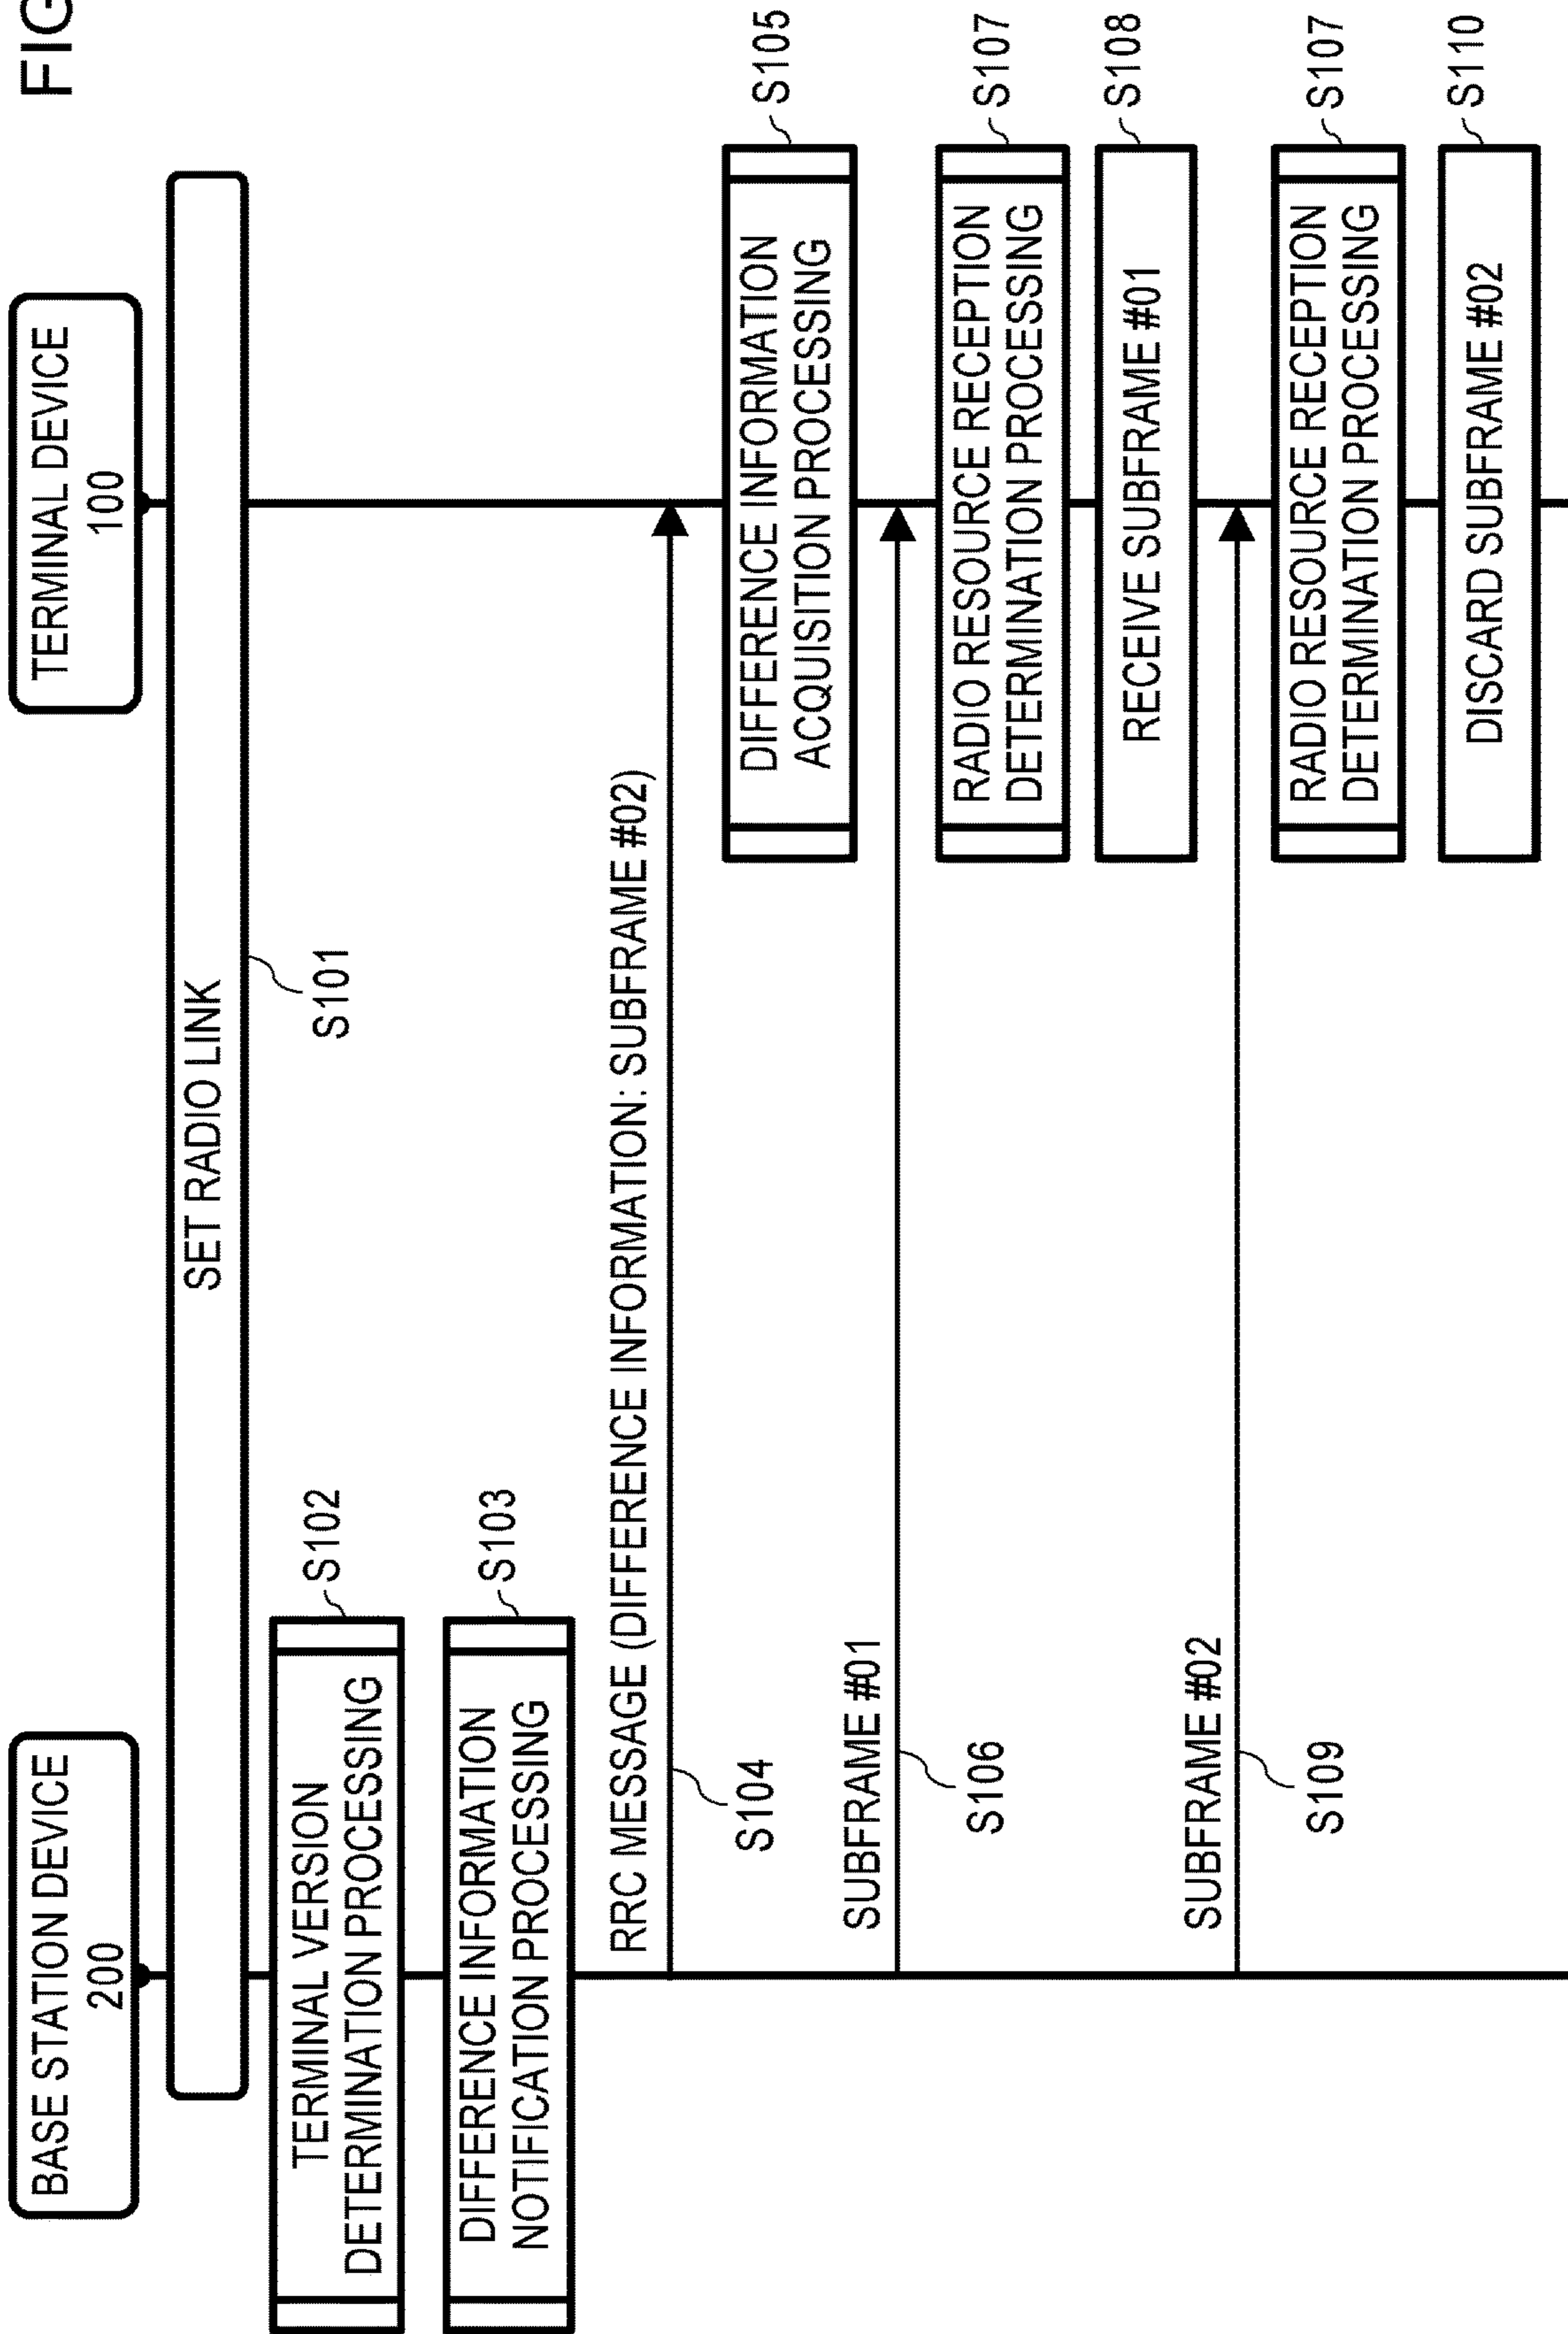 FIG
BASE STATION DEVICE
200
TERMINAL DEVICE
100
SET RADIO LINK
S101
TERMINAL VERSION
DETERMINATION PROCESSING
S102
DIFFERENCE INFORMATION
NOTIFICATION PROCESSING
S103
RRC MESSAGE (DIFFERENCE INFORMATION: SUBFRAME #02)
S104
DIFFERENCE INFORMATION
ACQUISITION PROCESSING
S105
SUBFRAME #01
S106
RADIO RESOURCE RECEPTION
DETERMINATION PROCESSING
S107
RECEIVE SUBFRAME #01
S108
SUBFRAME #02
S109
RADIO RESOURCE RECEPTION
DETERMINATION PROCESSING
S107
DISCARD SUBFRAME #02
S110